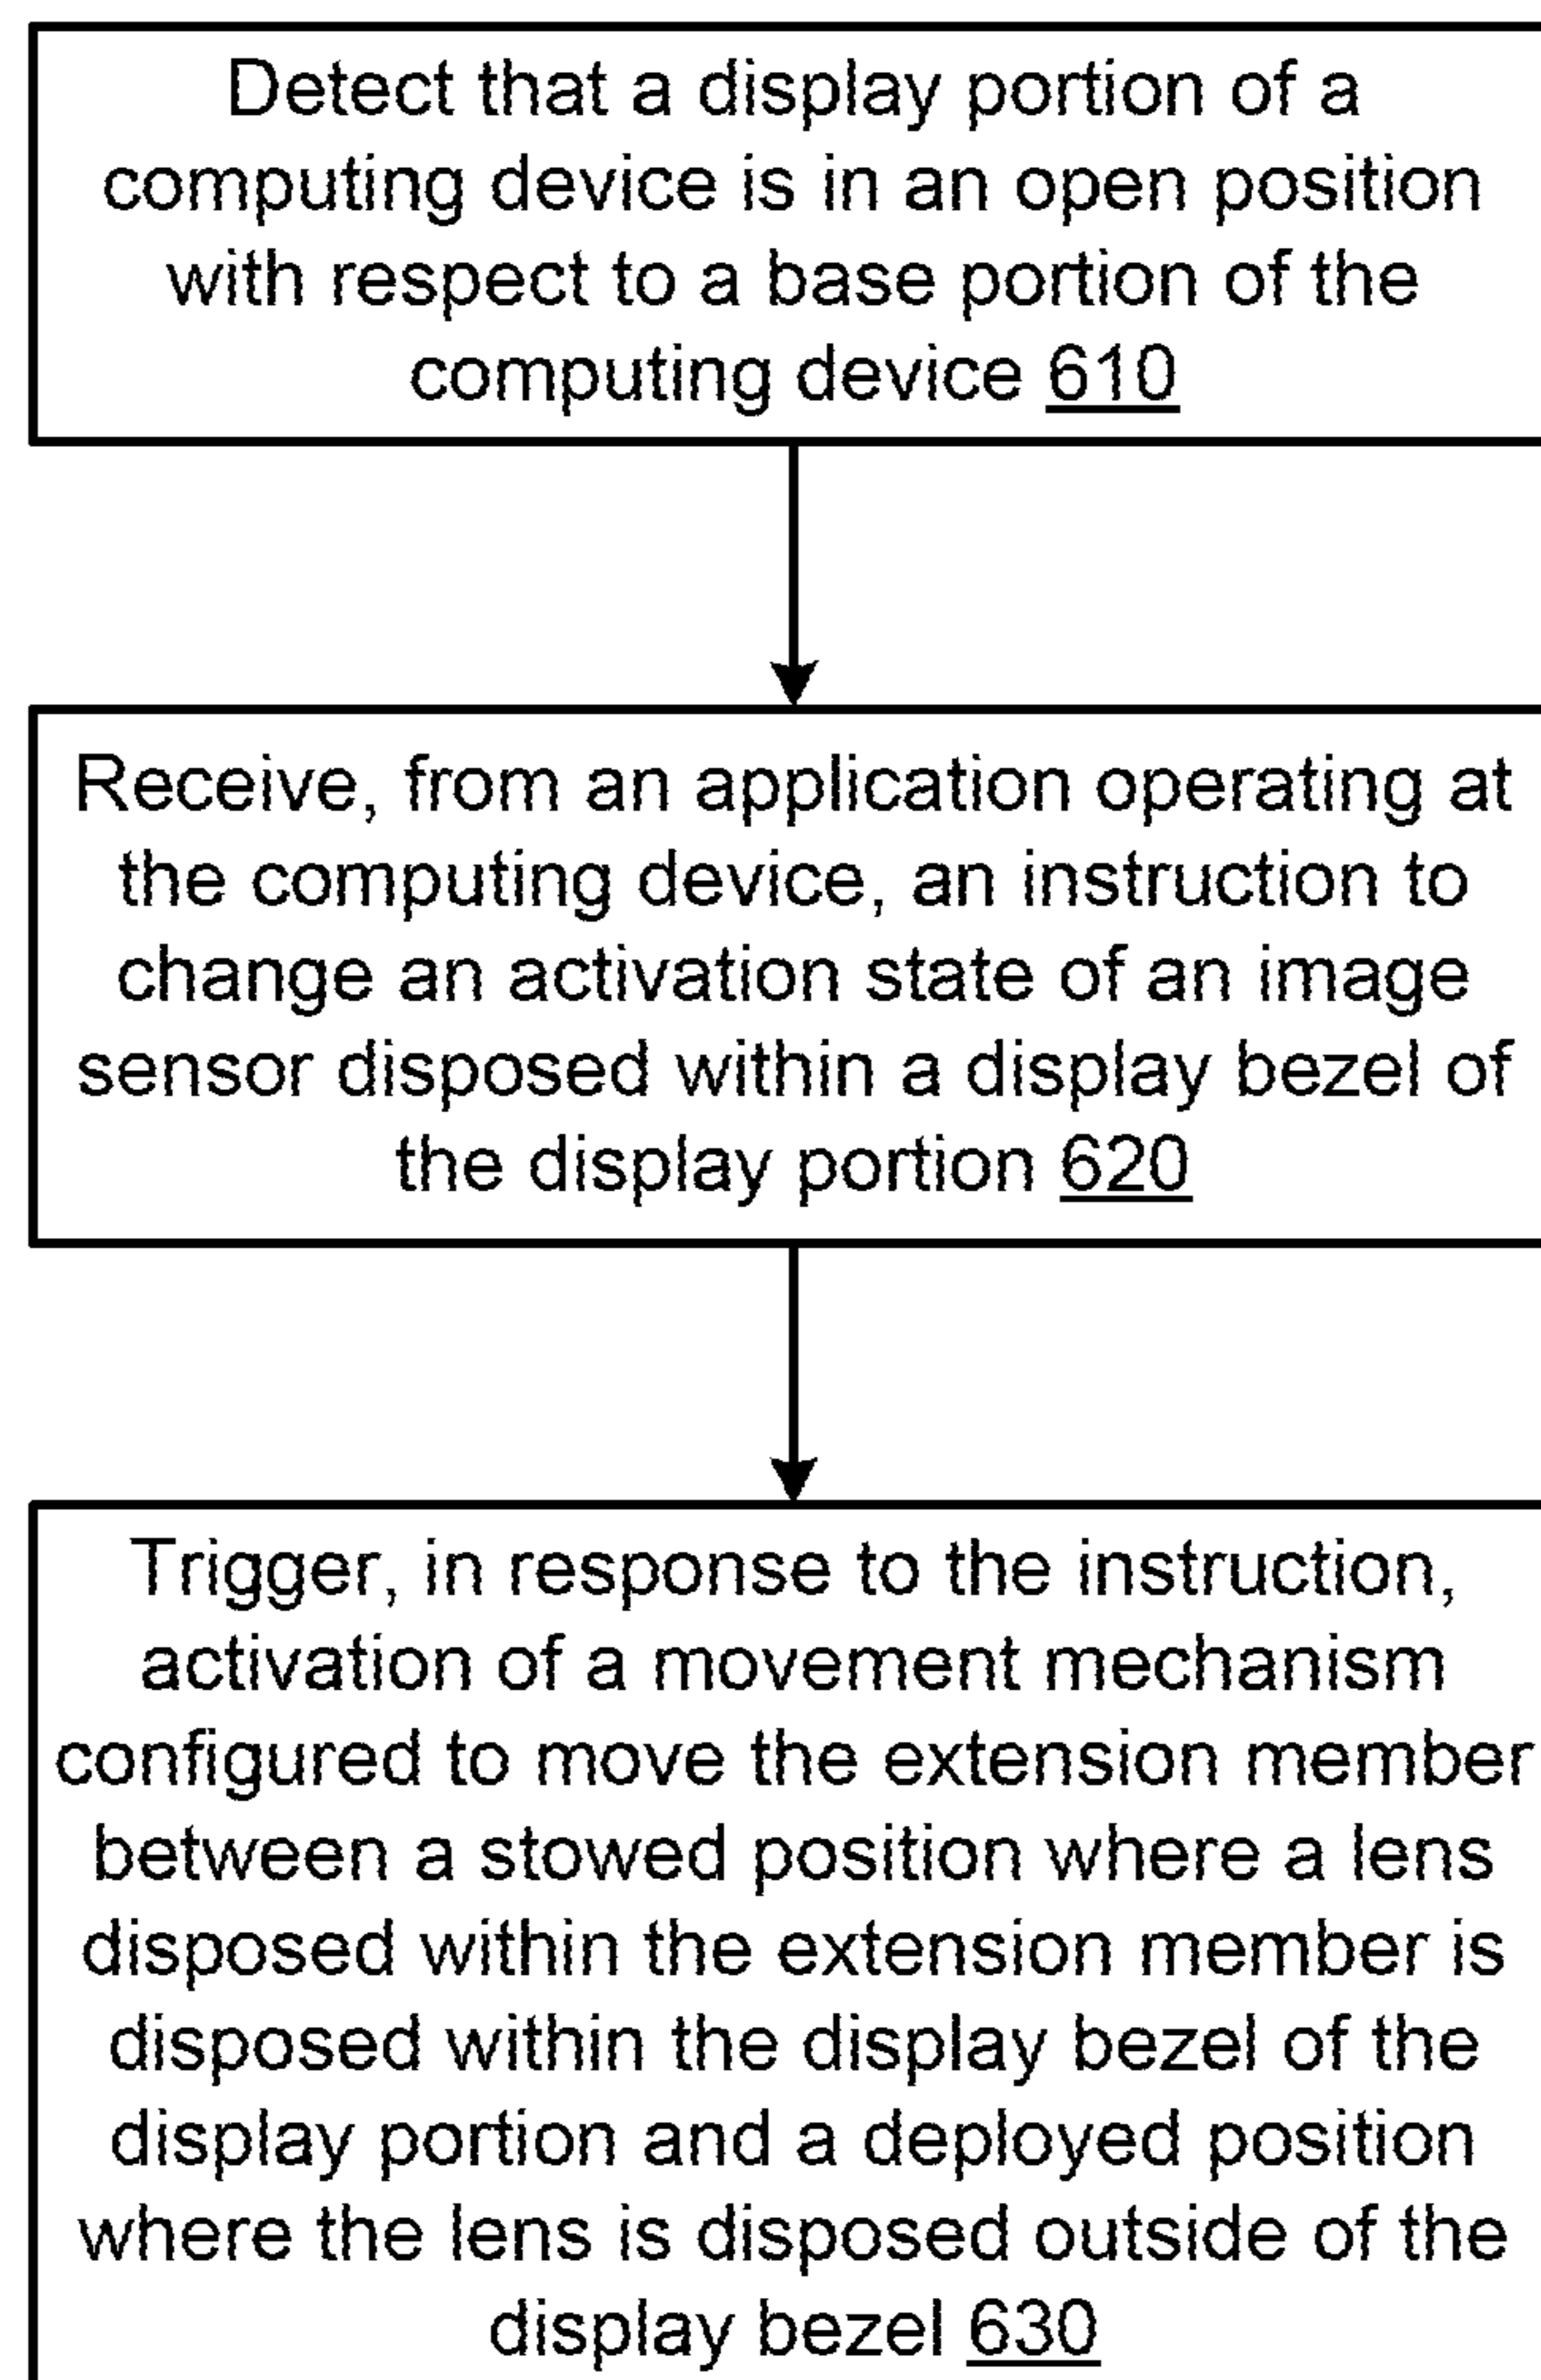 Detect that a display portion of a
computing device is in an open position
with respect to a base portion of the
computing device 610
Receive, from an application operating at
the computing device, an instruction to
change an activation state of an image
sensor disposed within a display bezel of
the display portion 620
Trigger, in response to the instruction,
activation of a movement mechanism
configured to move the extension member
between a stowed position where a lens
disposed within the extension member is
disposed within the display bezel of the
display portion and a deployed position
where the lens is disposed outside of the
display bezel 630